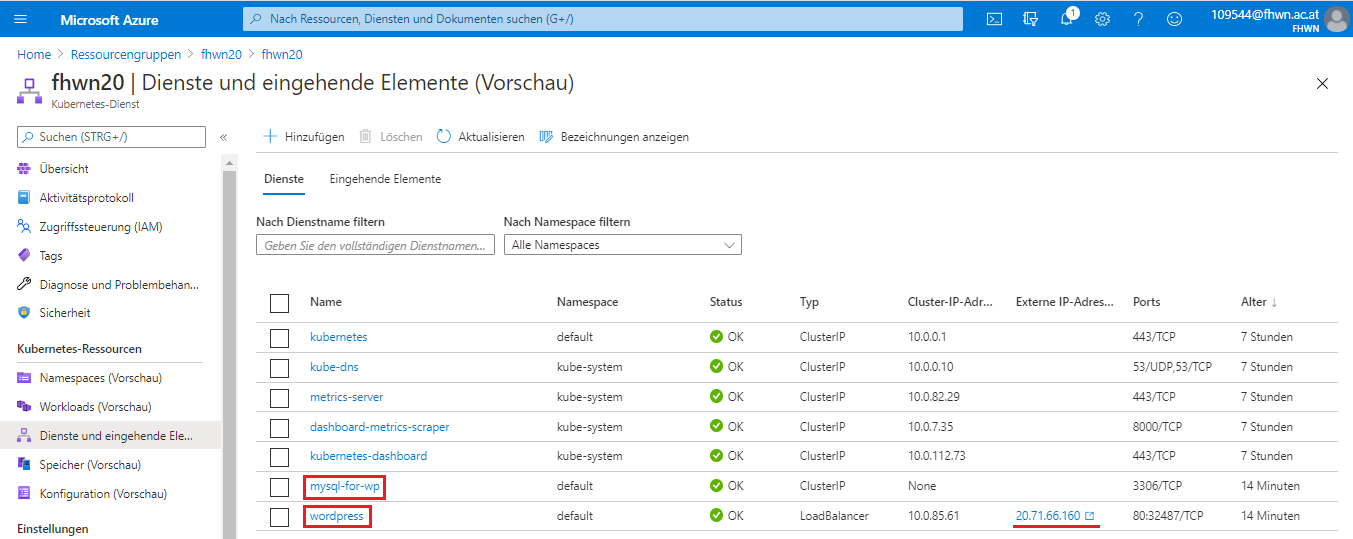 Microsoft Azure
Nach Ressourcen, Diensten und Dokumenten suchen (G+/)
1
109544@fhwn.ac.at
FHWN
Home > Ressourcengruppen > fhwn20 > fhwn20
fhwn20 | Dienste und eingehende Elemente (Vorschau)
Kubernetes-Dienst
Suchen (STRG+/)
«
Übersicht
Aktivitätsprotokoll
Zugriffssteuerung (IAM)
Tags
Diagnose und Problembehan...
Sicherheit
Kubernetes-Ressourcen
Namespaces (Vorschau)
Workloads (Vorschau)
Dienste und eingehende Ele...
Speicher (Vorschau)
Konfiguration (Vorschau)
Einstellungen
Hinzufügen Löschen Aktualisieren Bezeichnungen anzeigen
Dienste Eingehende Elemente
Nach Dienstname filtern Nach Namespace filtern
Geben Sie den vollständigen Dienstnamen... Alle Namespaces
Name Namespace Status Typ Cluster-IP-Adr... Externe IP-Adres... Ports Alter ↓
kubernetes default OK ClusterIP 10.0.0.1 443/TCP 7 Stunden
kube-dns kube-system OK ClusterIP 10.0.0.10 53/UDP,53/TCP 7 Stunden
metrics-server kube-system OK ClusterIP 10.0.82.29 443/TCP 7 Stunden
dashboard-metrics-scraper kube-system OK ClusterIP 10.0.7.35 8000/TCP 7 Stunden
kubernetes-dashboard kube-system OK ClusterIP 10.0.112.73 443/TCP 7 Stunden
mysql-for-wp default OK ClusterIP None 3306/TCP 14 Minuten
wordpress default OK LoadBalancer 10.0.85.61 20.71.66.160 80:32487/TCP 14 Minuten